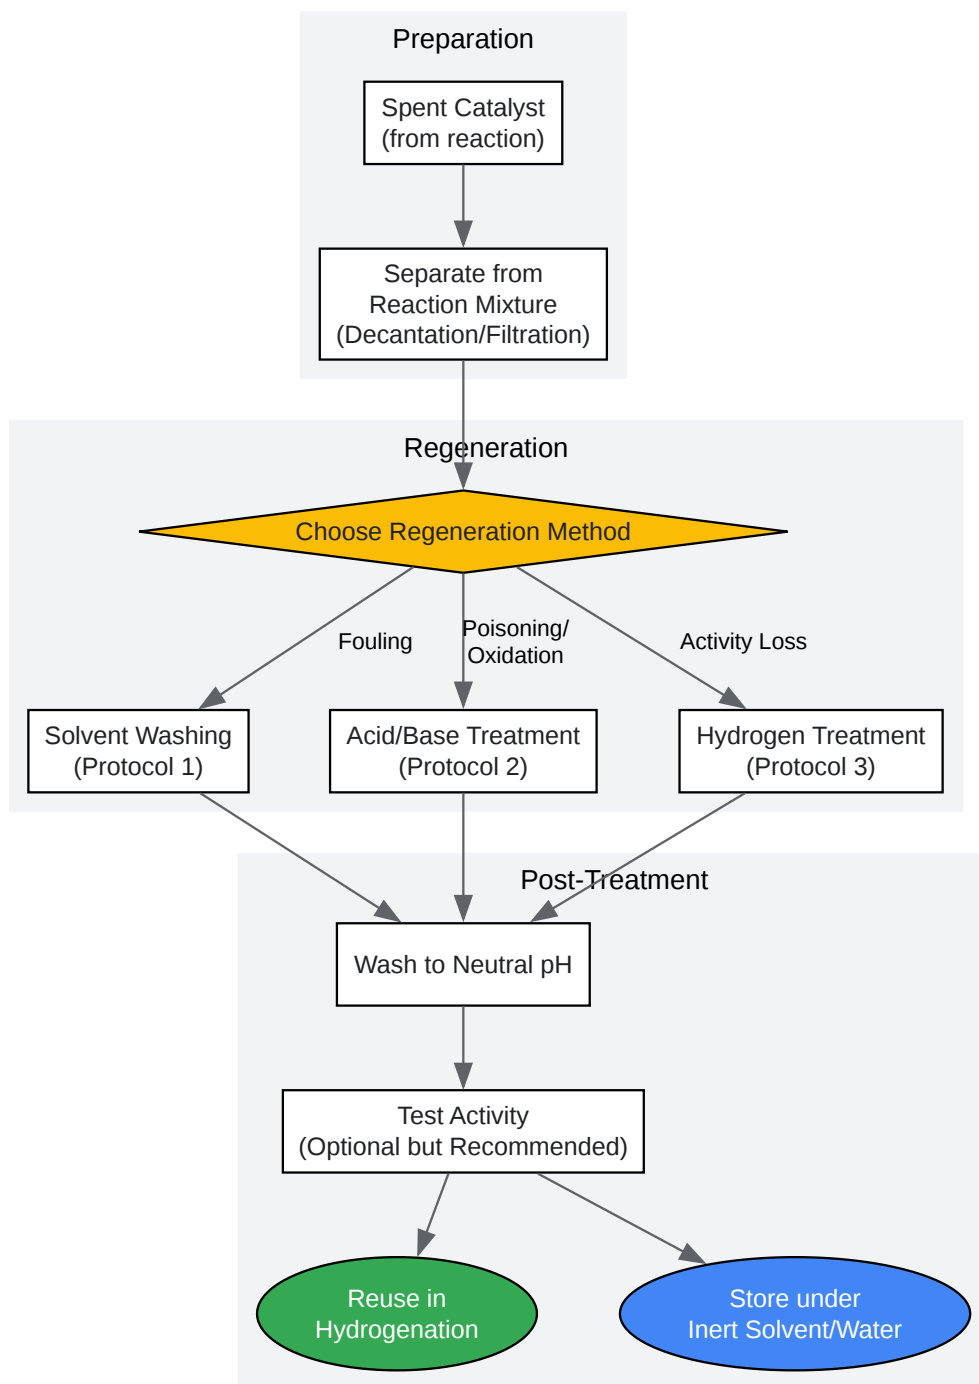 Preparation
Spent Catalyst
(from reaction)
Separate from
Reaction Mixture
(Decantation/Filtration)
Regeneration
Choose Regeneration Method
Fouling
Poisoning/
Oxidation
Activity Loss
Solvent Washing
(Protocol 1)
Acid/Base Treatment
(Protocol 2)
Hydrogen Treatment
(Protocol 3)
Post-Treatment
Wash to Neutral pH
Test Activity
(Optional but Recommended)
Reuse in
Hydrogenation
Store under
Inert Solvent/Water